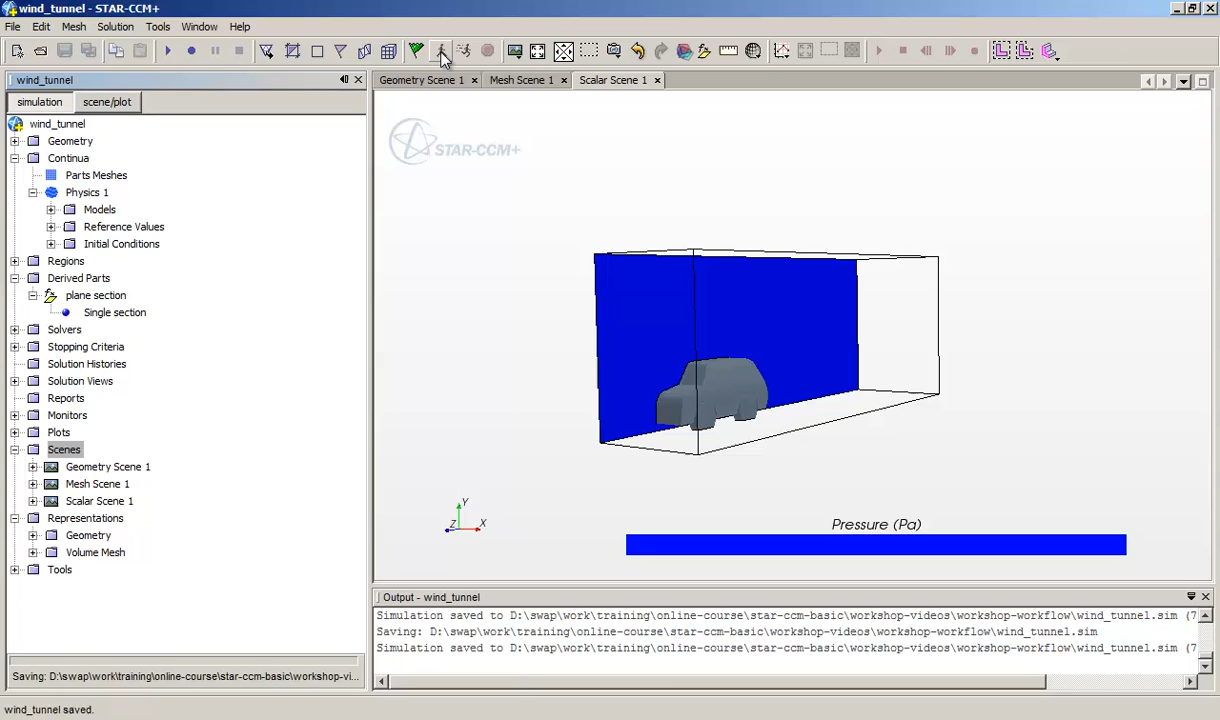 wind_tunnel - STAR-CCM+
File Edit Mesh Solution Tools Window Help
wind_tunnel
simulation scene/plot
wind_tunnel
Geometry
Continua
Parts Meshes
Physics 1
Models
Reference Values
Initial Conditions
Regions
Derived Parts
plane section
Single section
Solvers
Stopping Criteria
Solution Histories
Solution Views
Reports
Monitors
Plots
Scenes
Geometry Scene 1
Mesh Scene 1
Scalar Scene 1
Representations
Geometry
Volume Mesh
Tools
Saving: D:\swap\work\training\online-course\star-ccm-basic\workshop-vi...
wind_tunnel saved.
Geometry Scene 1 Mesh Scene 1 Scalar Scene 1
STAR-CCM+
Y
Z X
Pressure (Pa)
Output - wind_tunnel
Simulation saved to D:\swap\work\training\online-course\star-ccm-basic\workshop-videos\workshop-workflow\wind_tunnel.sim (7
Saving: D:\swap\work\training\online-course\star-ccm-basic\workshop-videos\workshop-workflow\wind_tunnel.sim
Simulation saved to D:\swap\work\training\online-course\star-ccm-basic\workshop-videos\workshop-workflow\wind_tunnel.sim (7